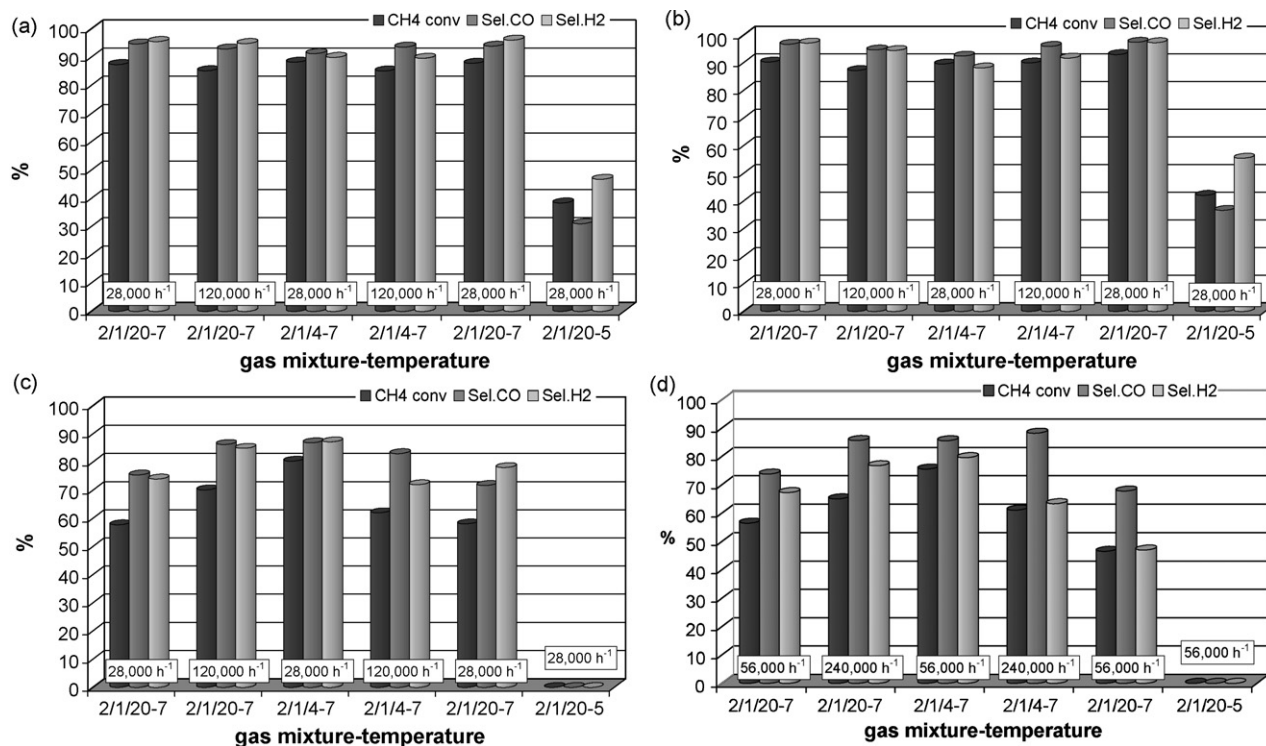 (a)
CH4 conv Sel.CO Sel.H2
100
90
80
70
60
50
40
30
20
10
0
%
28,000 h-1 120,000 h-1 28,000 h-1 120,000 h-1 28,000 h-1 28,000 h-1
2/1/20-7 2/1/20-7 2/1/4-7 2/1/4-7 2/1/20-7 2/1/20-5
gas mixture-temperature
(b)
CH4 conv Sel.CO Sel.H2
100
90
80
70
60
50
40
30
20
10
0
%
28,000 h-1 120,000 h-1 28,000 h-1 120,000 h-1 28,000 h-1 28,000 h-1
2/1/20-7 2/1/20-7 2/1/4-7 2/1/4-7 2/1/20-7 2/1/20-5
gas mixture-temperature
(c)
CH4 conv Sel.CO Sel.H2
100
90
80
70
60
50
40
30
20
10
0
%
28,000 h-1 120,000 h-1 28,000 h-1 120,000 h-1 28,000 h-1 28,000 h-1
2/1/20-7 2/1/20-7 2/1/4-7 2/1/4-7 2/1/20-7 2/1/20-5
gas mixture-temperature
(d)
CH4 conv Sel.CO Sel.H2
100
90
80
70
60
50
40
30
20
10
0
%
56,000 h-1 240,000 h-1 56,000 h-1 240,000 h-1 56,000 h-1 56,000 h-1
2/1/20-7 2/1/20-7 2/1/4-7 2/1/4-7 2/1/20-7 2/1/20-5
gas mixture-temperature